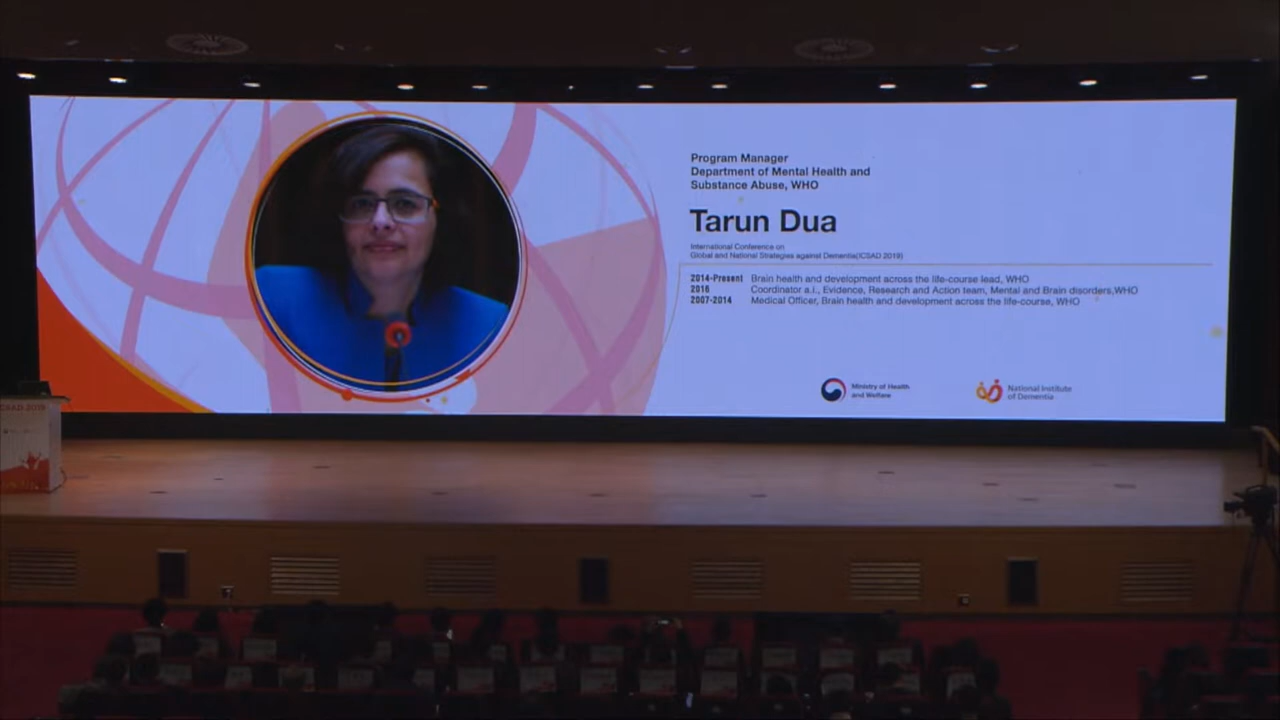 Program Manager
Department of Mental Health and
Substance Abuse, WHO
Tarun Dua
International Conference on
Global and National Strategies against Dementia(ICSAD 2019)
2014-Present Brain health and development across the life-course lead, WHO
2016 Coordinator a.i., Evidence, Research and Action team, Mental and Brain disorders,WHO
2007-2014 Medical Officer, Brain health and development across the life-course, WHO
Ministry of Health
and Welfare
National Institute
of Dementia
ICSAD 2019